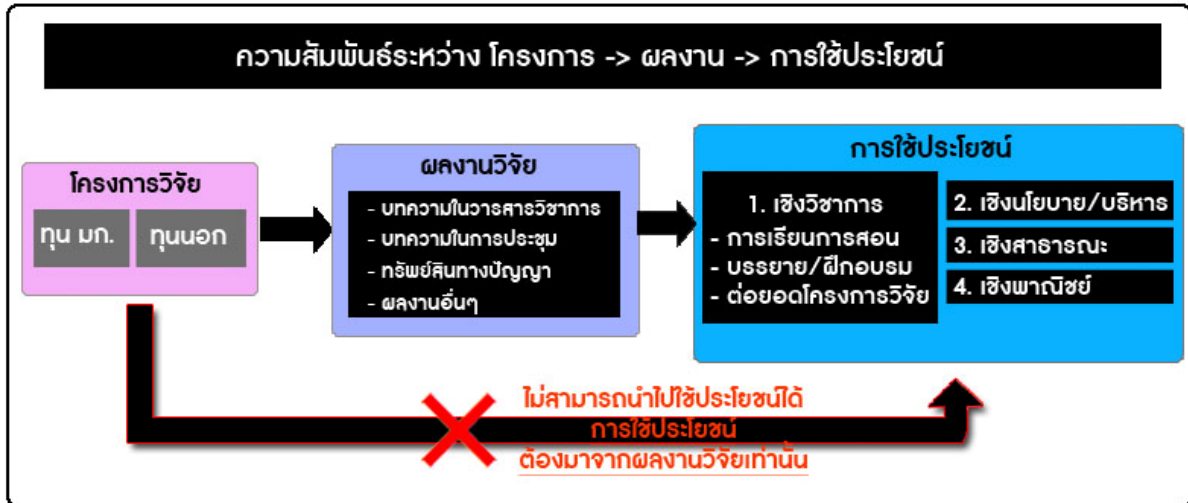 ความสัมพันธ์ระหว่าง โครงการ -> ผลงาน -> การใช้ประโยชน์
โครงการวิจัย
ทุน มก.
ทุนนอก
ผลงานวิจัย
- บทความในวารสารวิชาการ
- บทความในการประชุม
- ทรัพย์สินทางปัญญา
- ผลงานอื่นๆ
การใช้ประโยชน์
1. เชิงวิชาการ
- การเรียนการสอน
- บรรยาย/ฝึกอบรม
- ต่อยอดโครงการวิจัย
2. เชิงนโยบาย/บริหาร
3. เชิงสาธารณะ
4. เชิงพาณิชย์
ไม่สามารถนำไปใช้ประโยชน์ได้
การใช้ประโยชน์
ต้องมาจากผลงานวิจัยเท่านั้น